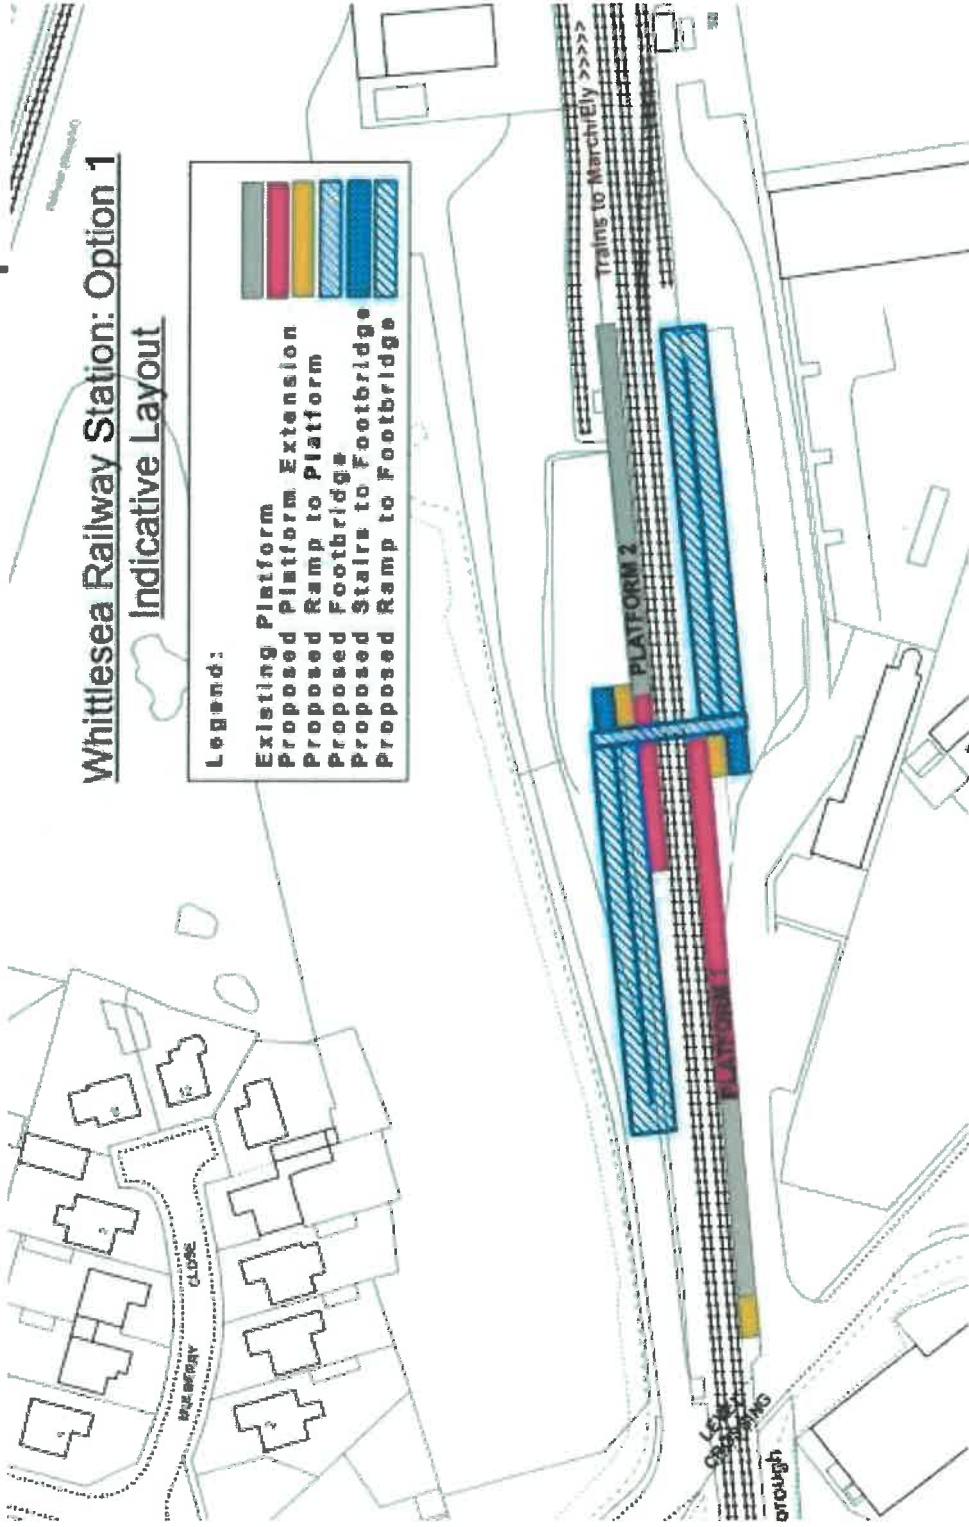 Whittlesea Railway Station: Option 1
Indicative Layout
Legend:
Existing Platform
Proposed Platform Extension
Proposed Ramp to Platform
Proposed Footbridge
Proposed Stairs to Footbridge
Proposed Ramp to Footbridge
Trains to March/Ely >>>>>
PLATFORM 2
PLATFORM 1
MULBERRY CLOSE
LEVEL
CROSSING
orough